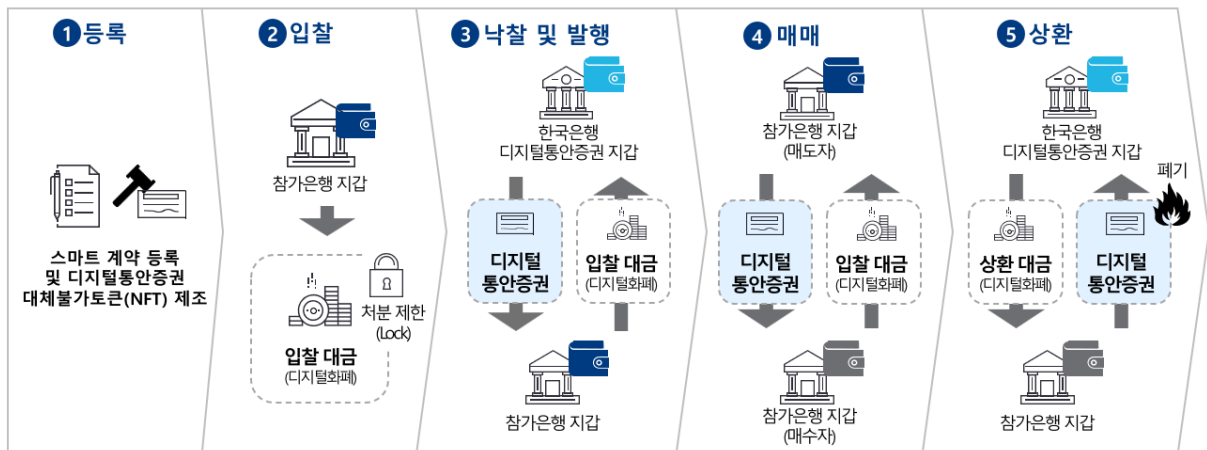 1 등록
스마트 계약 등록
및 디지털통안증권
대체불가토큰(NFT) 제조
2 입찰
참가은행 지갑
처분 제한
(Lock)
입찰 대금
(디지털화폐)
3 낙찰 및 발행
한국은행
디지털통안증권 지갑
디지털
통안증권
입찰 대금
(디지털화폐)
참가은행 지갑
4 매매
참가은행 지갑
(매도자)
디지털
통안증권
입찰 대금
(디지털화폐)
참가은행 지갑
(매수자)
5 상환
한국은행
디지털통안증권 지갑
폐기
상환 대금
(디지털화폐)
디지털
통안증권
참가은행 지갑